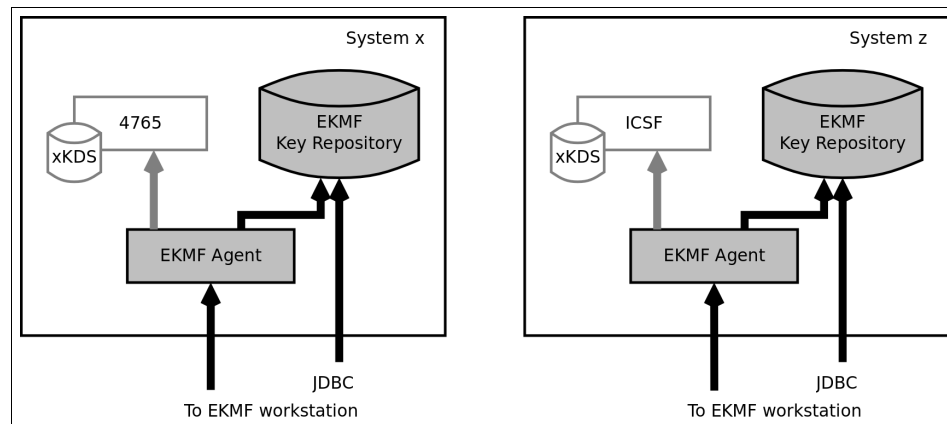 System x
4765
xKDS
EKMF
Key Repository
EKMF Agent
JDBC
To EKMF workstation
System z
ICSF
xKDS
EKMF
Key Repository
EKMF Agent
JDBC
To EKMF workstation